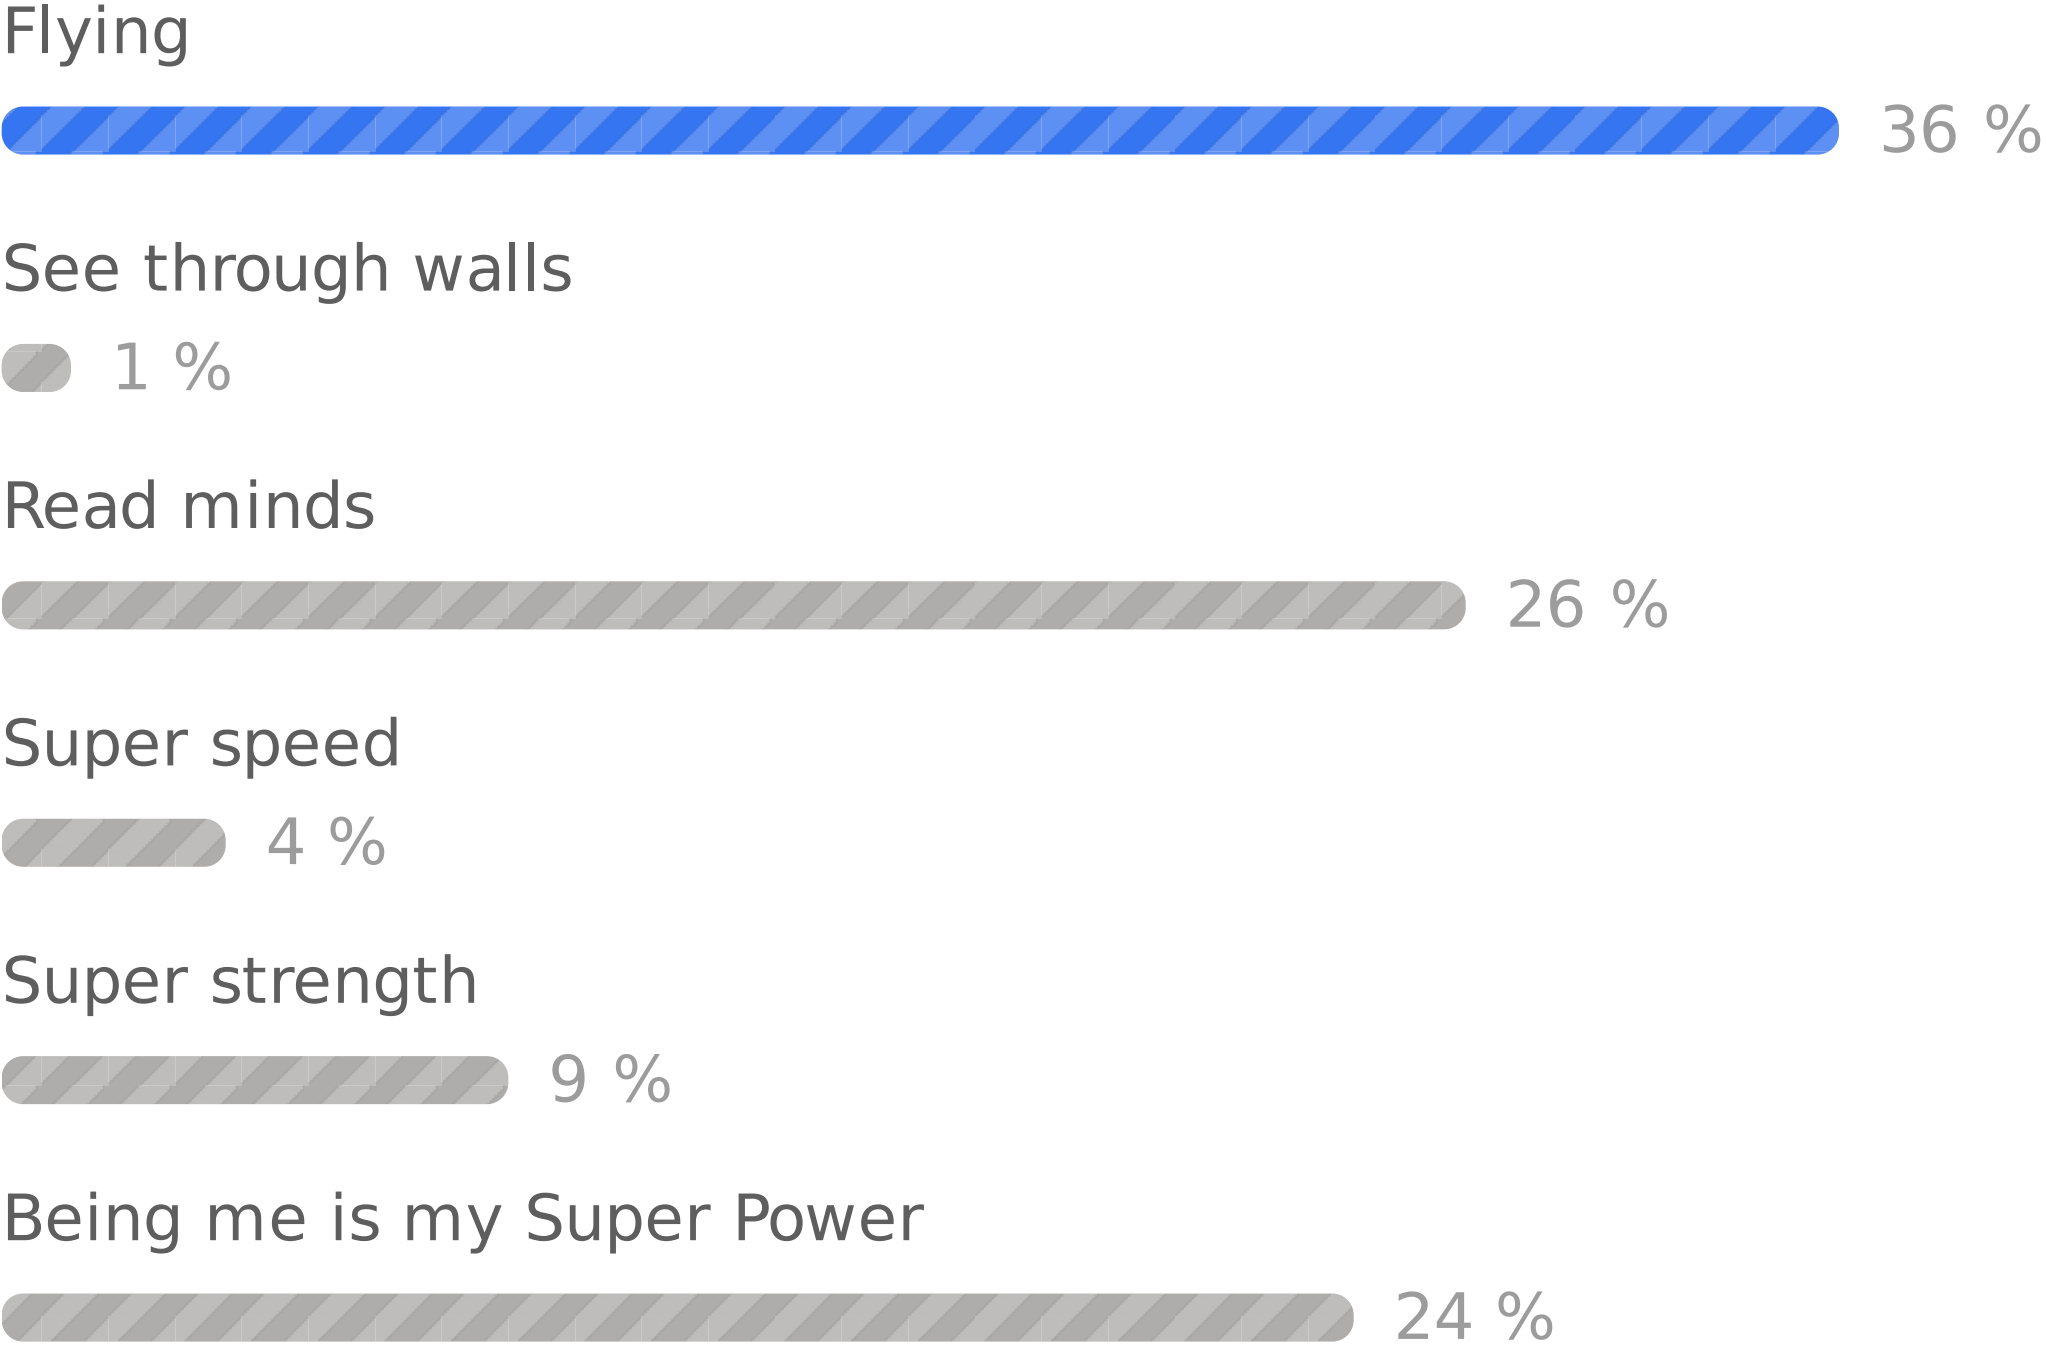 Flying
36 %
See through walls
1 %
Read minds
26 %
Super speed
4 %
Super strength
9 %
Being me is my Super Power
24 %